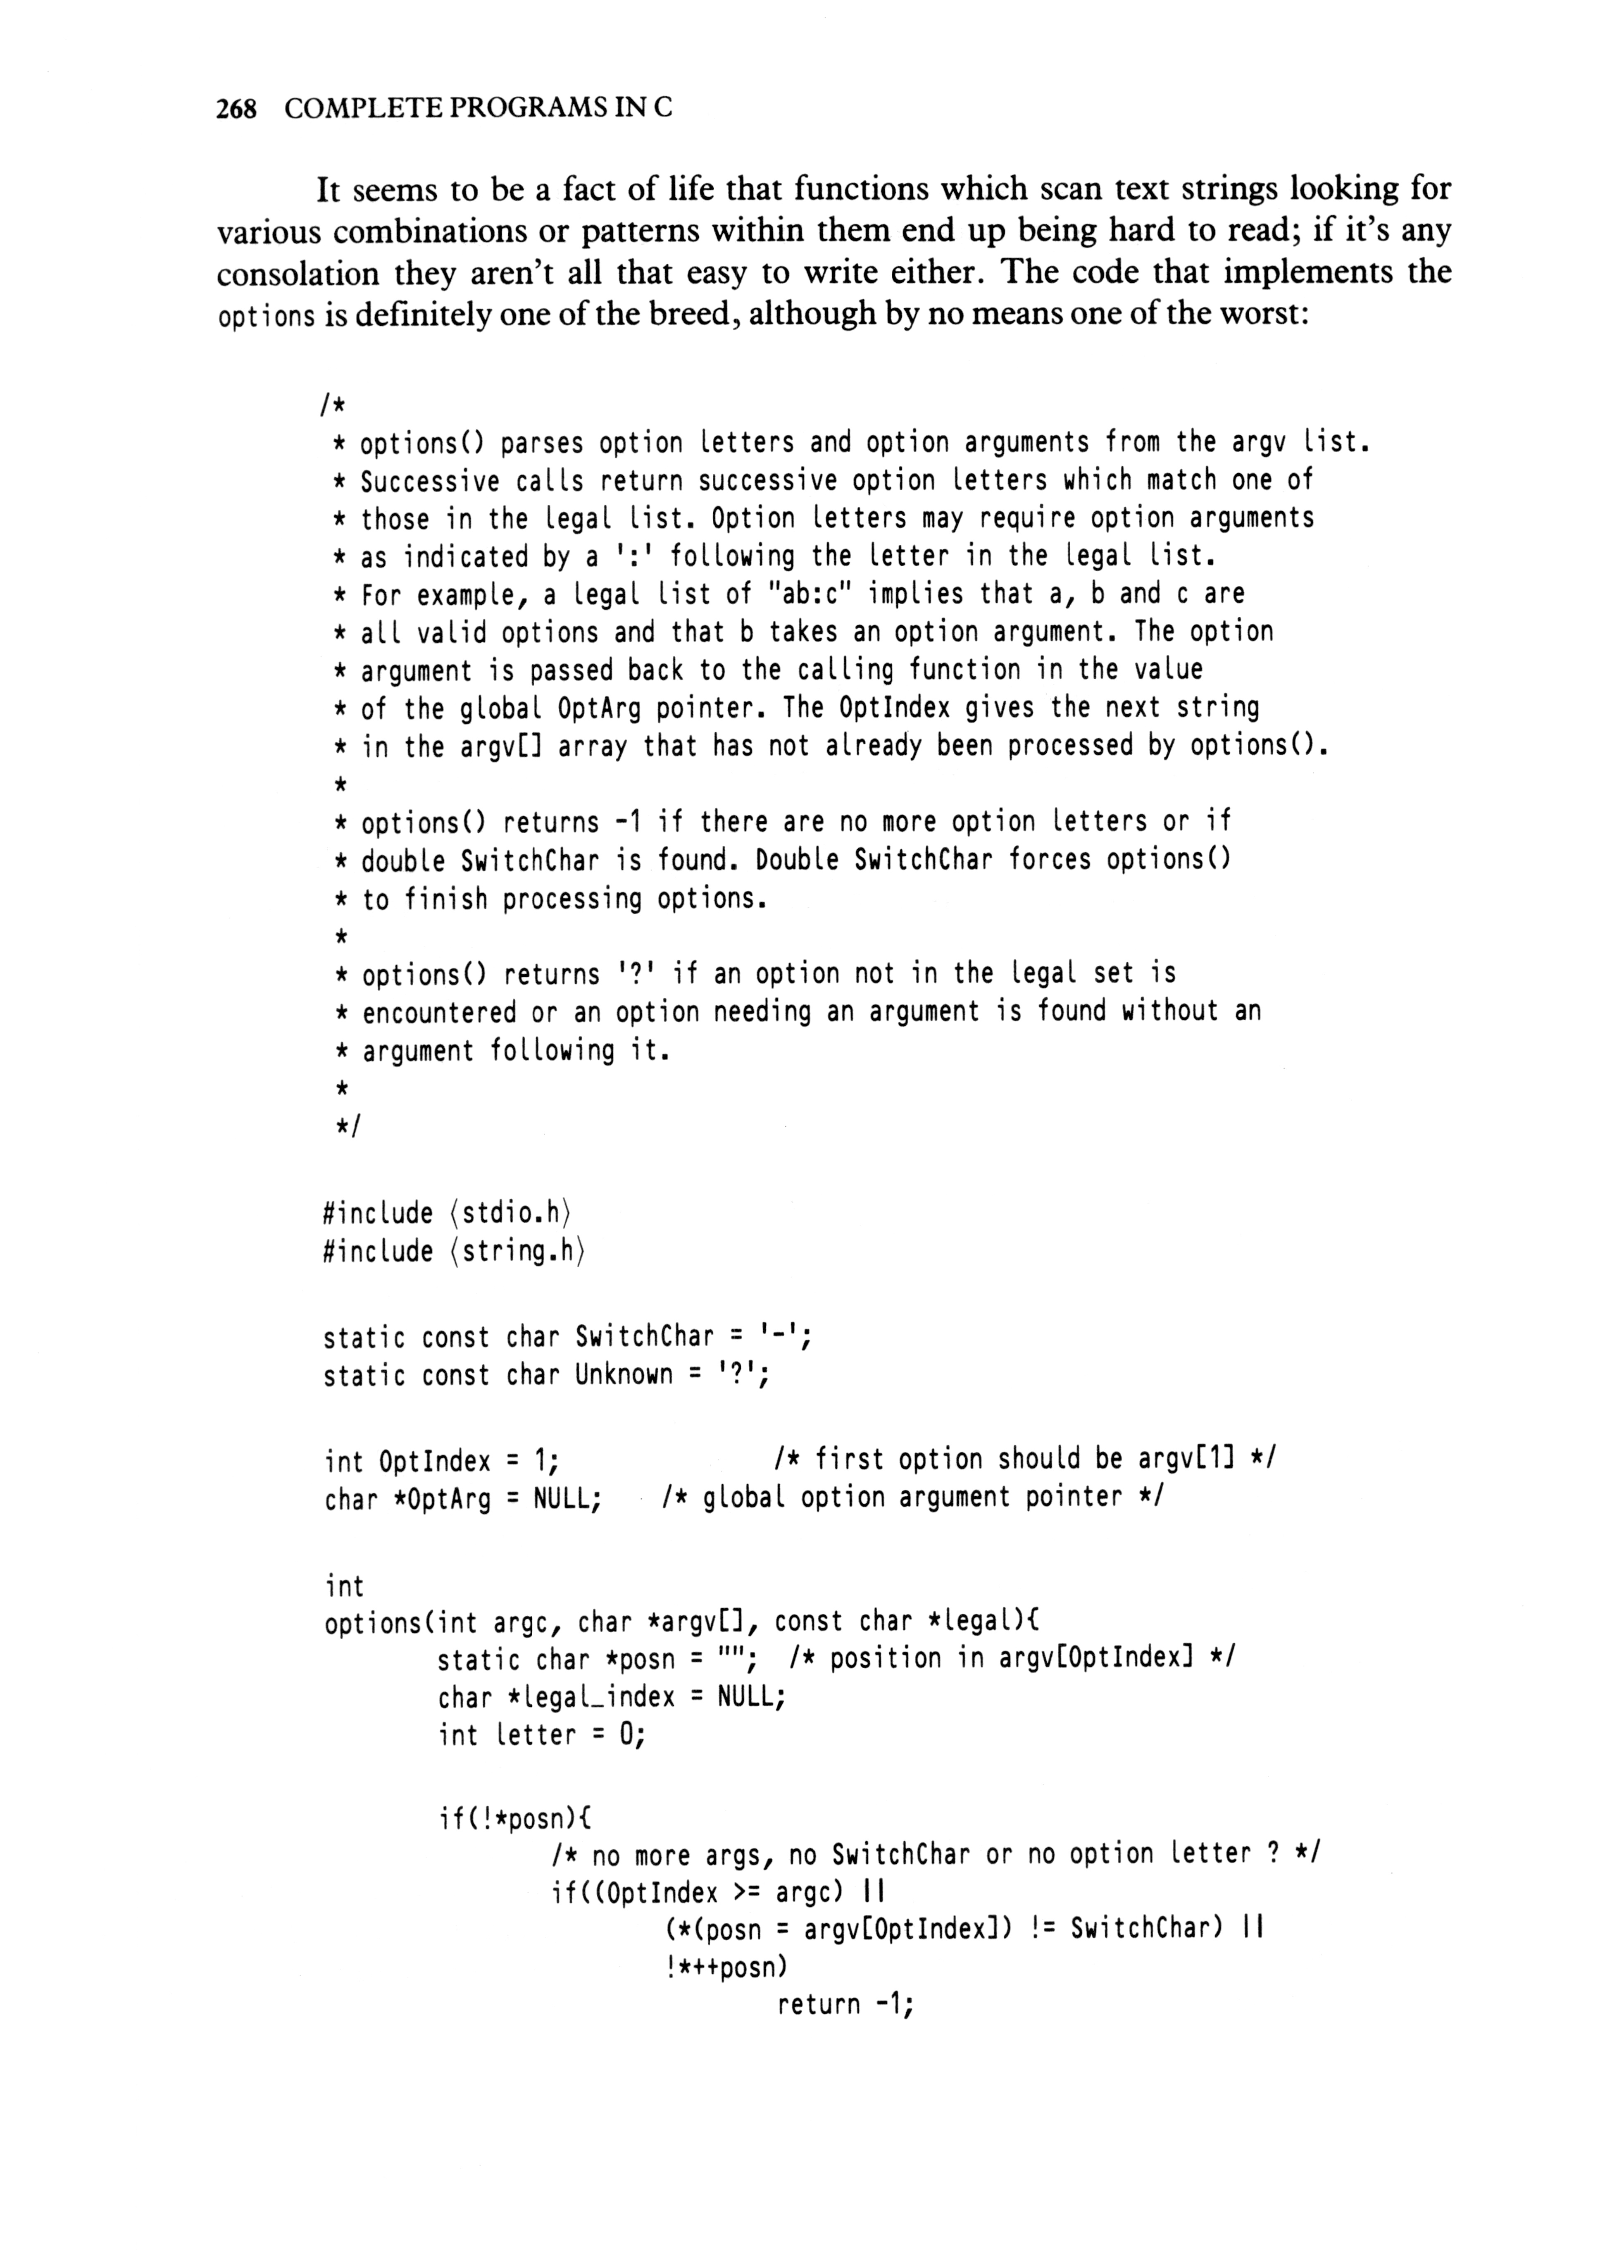 268 COMPLETE PROGRAMS IN C
It seems to be a fact of life that functions which scan text strings looking for
various combinations or patterns within them end up being hard to read; if it's any
consolation they aren't all that easy to write either. The code that implements the
options is definitely one of the breed, although by no means one of the worst:
/*
 * options() parses option letters and option arguments from the argv list.
 * Successive calls return successive option letters which match one of
 * those in the legal list. Option letters may require option arguments
 * as indicated by a ':' following the letter in the legal list.
 * For example, a legal list of "ab:c" implies that a, b and c are
 * all valid options and that b takes an option argument. The option
 * argument is passed back to the calling function in the value
 * of the global OptArg pointer. The OptIndex gives the next string
 * in the argv[] array that has not already been processed by options().
 *
 * options() returns -1 if there are no more option letters or if
 * double SwitchChar is found. Double SwitchChar forces options()
 * to finish processing options.
 *
 * options() returns '?' if an option not in the legal set is
 * encountered or an option needing an argument is found without an
 * argument following it.
 *
 */
#include ⟨stdio.h⟩
#include ⟨string.h⟩
static const char SwitchChar = '-';
static const char Unknown = '?';
int OptIndex = 1;                /* first option should be argv[1] */
char *OptArg = NULL;    /* global option argument pointer */
int
options(int argc, char *argv[], const char *legal){
        static char *posn = "";  /* position in argv[OptIndex] */
        char *legal_index = NULL;
        int letter = 0;
        if(!*posn){
                /* no more args, no SwitchChar or no option letter ? */
                if((OptIndex >= argc) ||
                        (*(posn = argv[OptIndex]) != SwitchChar) ||
                        !*++posn)
                                return -1;